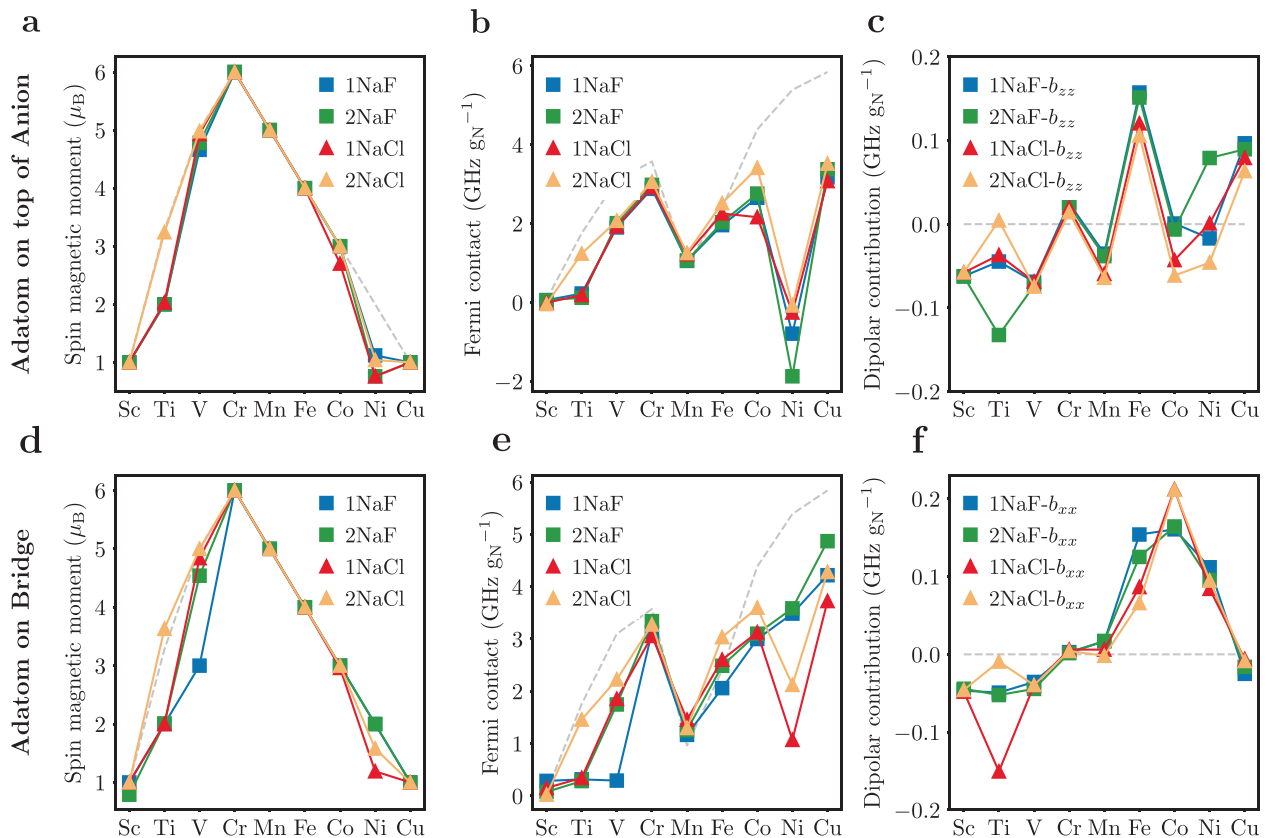 a
Adatom on top of Anion
Spin magnetic moment (μB)
6
5
4
3
2
1
1NaF
2NaF
1NaCl
2NaCl
Sc Ti V Cr Mn Fe Co Ni Cu
b
Fermi contact (GHz gN⁻¹)
6
4
2
0
−2
1NaF
2NaF
1NaCl
2NaCl
Sc Ti V Cr Mn Fe Co Ni Cu
c
Dipolar contribution (GHz gN⁻¹)
0.2
0.1
0.0
−0.1
−0.2
1NaF-bzz
2NaF-bzz
1NaCl-bzz
2NaCl-bzz
Sc Ti V Cr Mn Fe Co Ni Cu
d
Adatom on Bridge
Spin magnetic moment (μB)
6
5
4
3
2
1
1NaF
2NaF
1NaCl
2NaCl
Sc Ti V Cr Mn Fe Co Ni Cu
e
Fermi contact (GHz gN⁻¹)
6
5
4
3
2
1
0
1NaF
2NaF
1NaCl
2NaCl
Sc Ti V Cr Mn Fe Co Ni Cu
f
Dipolar contribution (GHz gN⁻¹)
0.2
0.1
0.0
−0.1
−0.2
1NaF-bxx
2NaF-bxx
1NaCl-bxx
2NaCl-bxx
Sc Ti V Cr Mn Fe Co Ni Cu